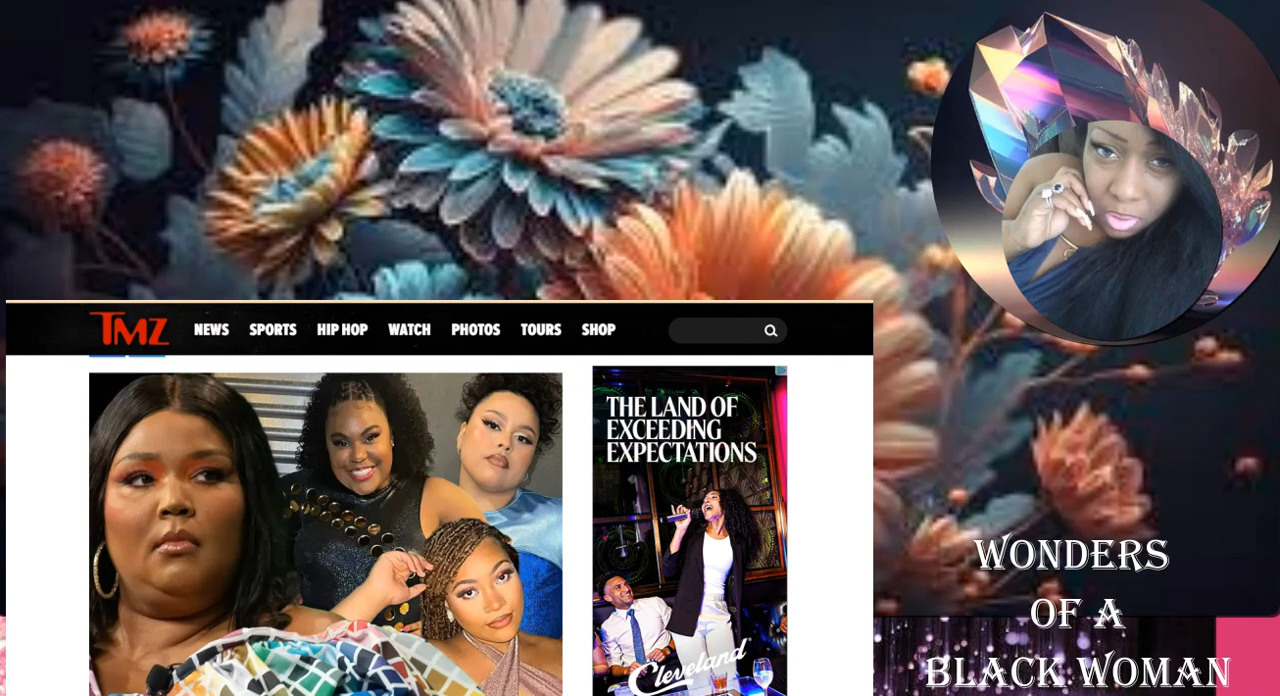 TMZ NEWS SPORTS HIP HOP WATCH PHOTOS TOURS SHOP
THE LAND OF
EXCEEDING
EXPECTATIONS
Cleveland
WONDERS
OF A
BLACK WOMAN